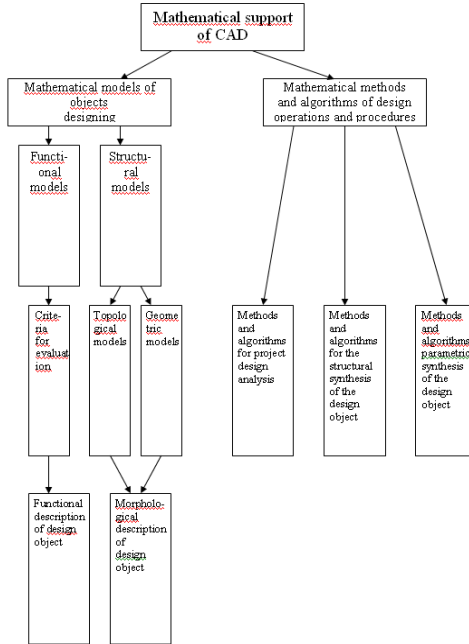 Mathematical support
of CAD
Mathematical models of
objects
designing
Mathematical methods
and algorithms of design
operations and procedures
Functi-
onal
models
Structu-
ral
models
Crite-
ria
for
evaluat
ion
Topolo
gical
models
Geome
tric
models
Methods
and
algorithms
for project
design
analysis
Methods
and
algorithms
for the
structural
synthesis
of the
design
object
Methods
and
algorithms
parametric
synthesis
of the
design
object
Functional
description
of design
object
Morpholo-
gical
description
of
design
object